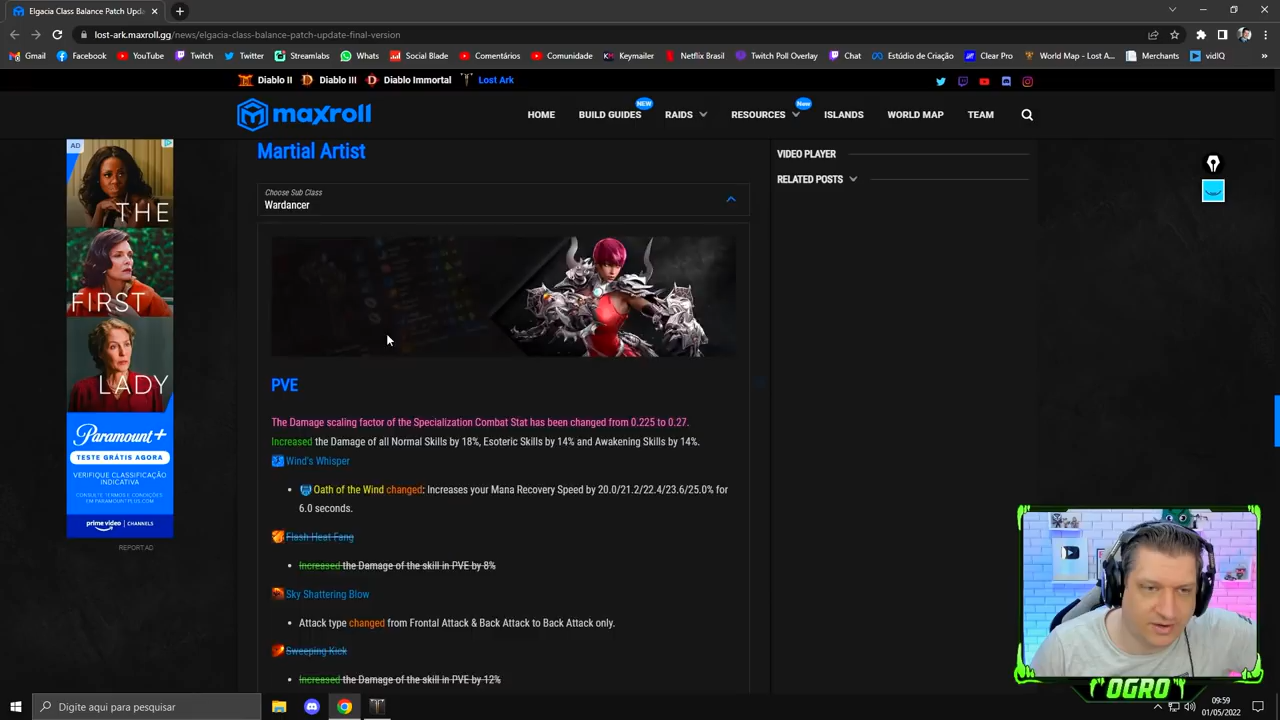 Elgacia Class Balance Patch Upda
lost-ark.maxroll.gg/news/elgacia-class-balance-patch-update-final-version
Gmail
Facebook
YouTube
Twitch
Twitter
Streamlabs
Whats
Social Blade
Comentários
Comunidade
Keymailer
Netflix Brasil
Twitch Poll Overlay
Chat
Estúdio de Criação
Clear Pro
World Map - Lost A...
Merchants
vidIQ
Diablo II
Diablo III
Diablo Immortal
Lost Ark
maxroll
HOME
BUILD GUIDES
NEW
RAIDS
RESOURCES
New
ISLANDS
WORLD MAP
TEAM
AD
THE
FIRST
LADY
Paramount+
TESTE GRÁTIS AGORA
VERIFIQUE CLASSIFICAÇÃO
INDICATIVA
CONSULTE TERMOS E CONDIÇÕES
EM PARAMOUNTPLUS.COM
prime video | CHANNELS
REPORT AD
Martial Artist
Choose Sub Class
Wardancer
PVE
The Damage scaling factor of the Specialization Combat Stat has been changed from 0.225 to 0.27.
Increased the Damage of all Normal Skills by 18%, Esoteric Skills by 14% and Awakening Skills by 14%.
Wind's Whisper
Oath of the Wind changed: Increases your Mana Recovery Speed by 20.0/21.2/22.4/23.6/25.0% for
6.0 seconds.
Flash Heat Fang
Increased the Damage of the skill in PVE by 8%
Sky Shattering Blow
Attack type changed from Frontal Attack & Back Attack to Back Attack only.
Sweeping Kick
Increased the Damage of the skill in PVE by 12%
VIDEO PLAYER
RELATED POSTS
OGRO
Digite aqui para pesquisar
09:59
01/05/2022